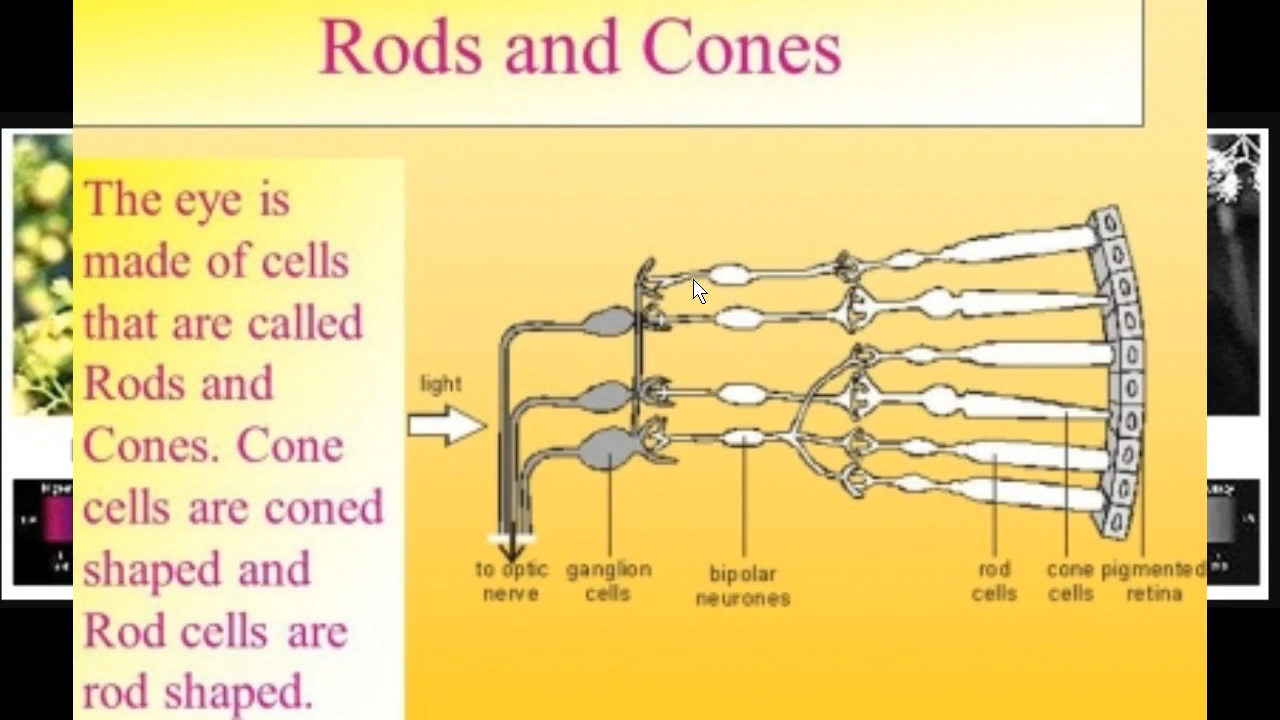 Rods and Cones
The eye is
made of cells
that are called
Rods and
Cones. Cone
cells are coned
shaped and
Rod cells are
rod shaped.
light
to optic
nerve
ganglion
cells
bipolar
neurones
rod
cells
cone
cells
pigmented
retina